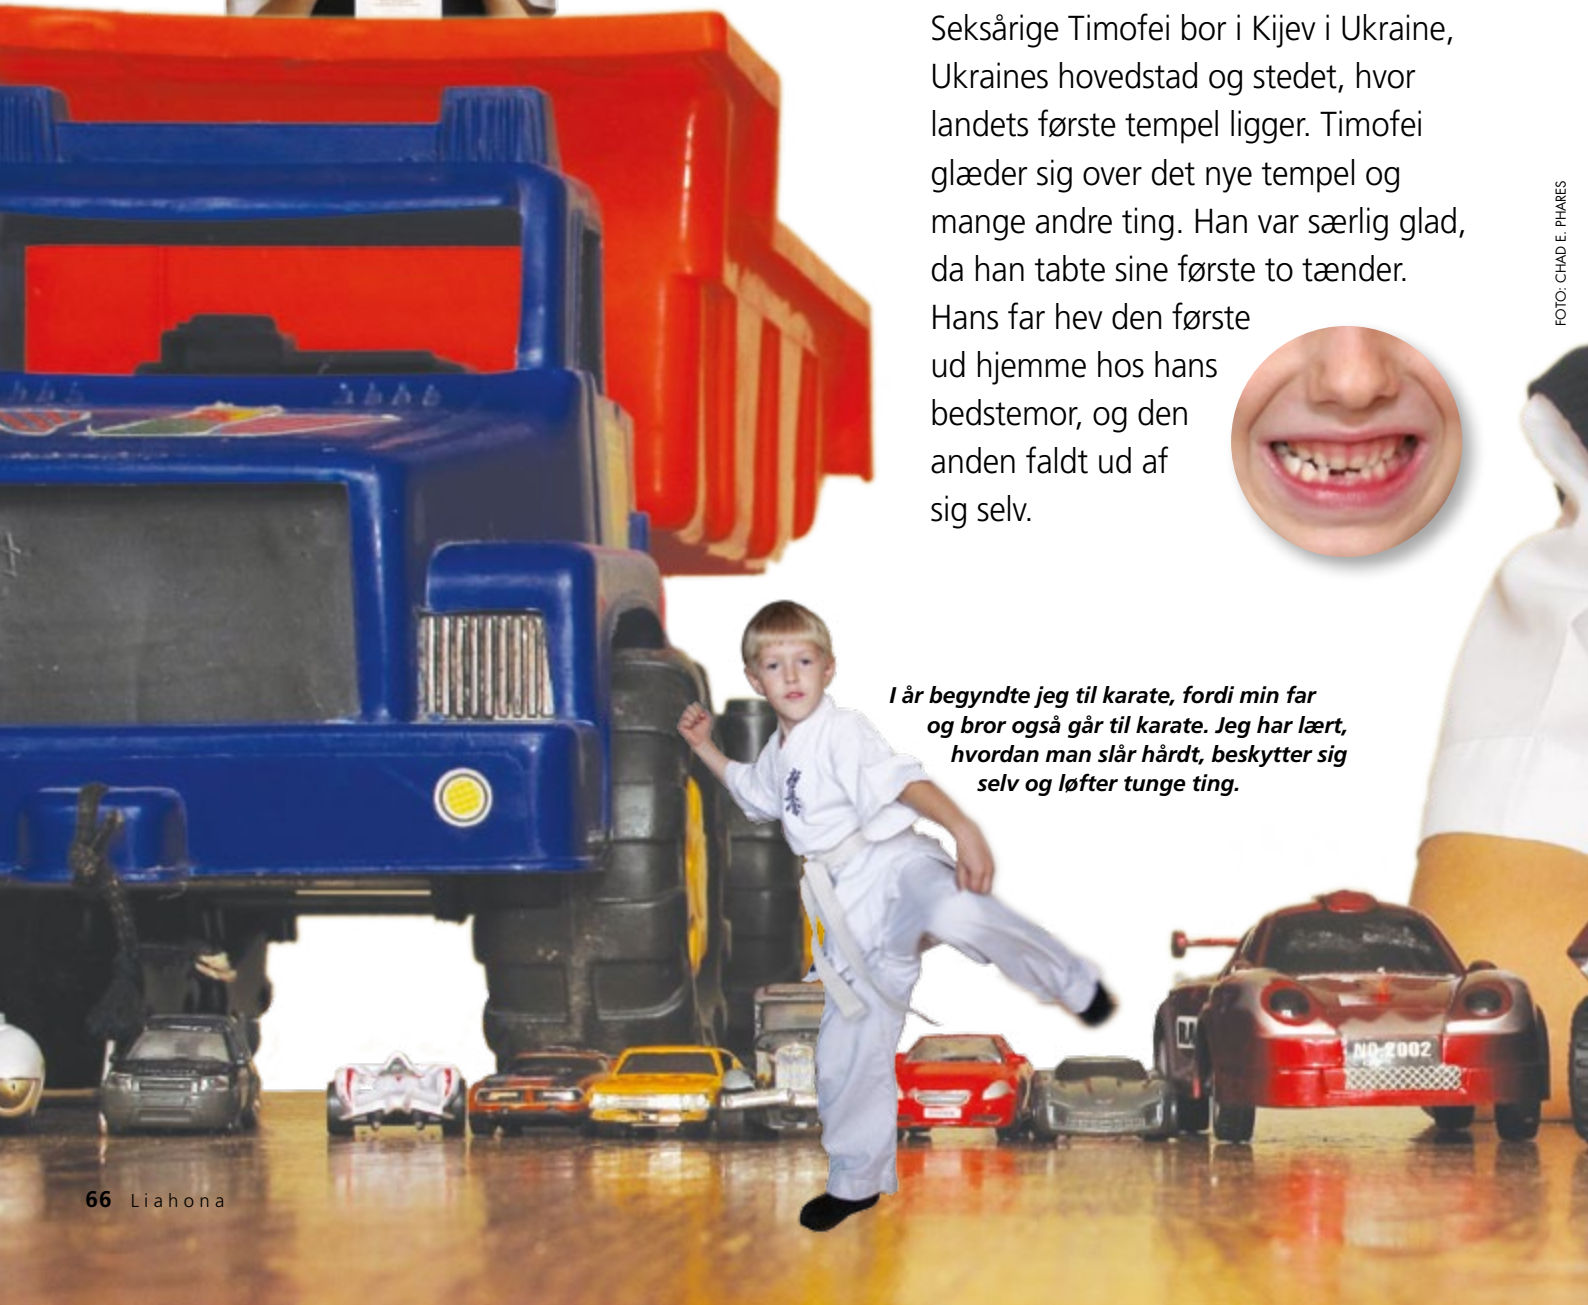 Seksårige Timofei bor i Kijev i Ukraine,
Ukraines hovedstad og stedet, hvor
landets første tempel ligger. Timofei
glæder sig over det nye tempel og
mange andre ting. Han var særlig glad,
da han tabte sine første to tænder.
Hans far hev den første
ud hjemme hos hans
bedstemor, og den
anden faldt ud af
sig selv.
FOTO: CHAD E. PHARES
I år begyndte jeg til karate, fordi min far
og bror også går til karate. Jeg har lært,
hvordan man slår hårdt, beskytter sig
selv og løfter tunge ting.
NO-2002
66 Liahona